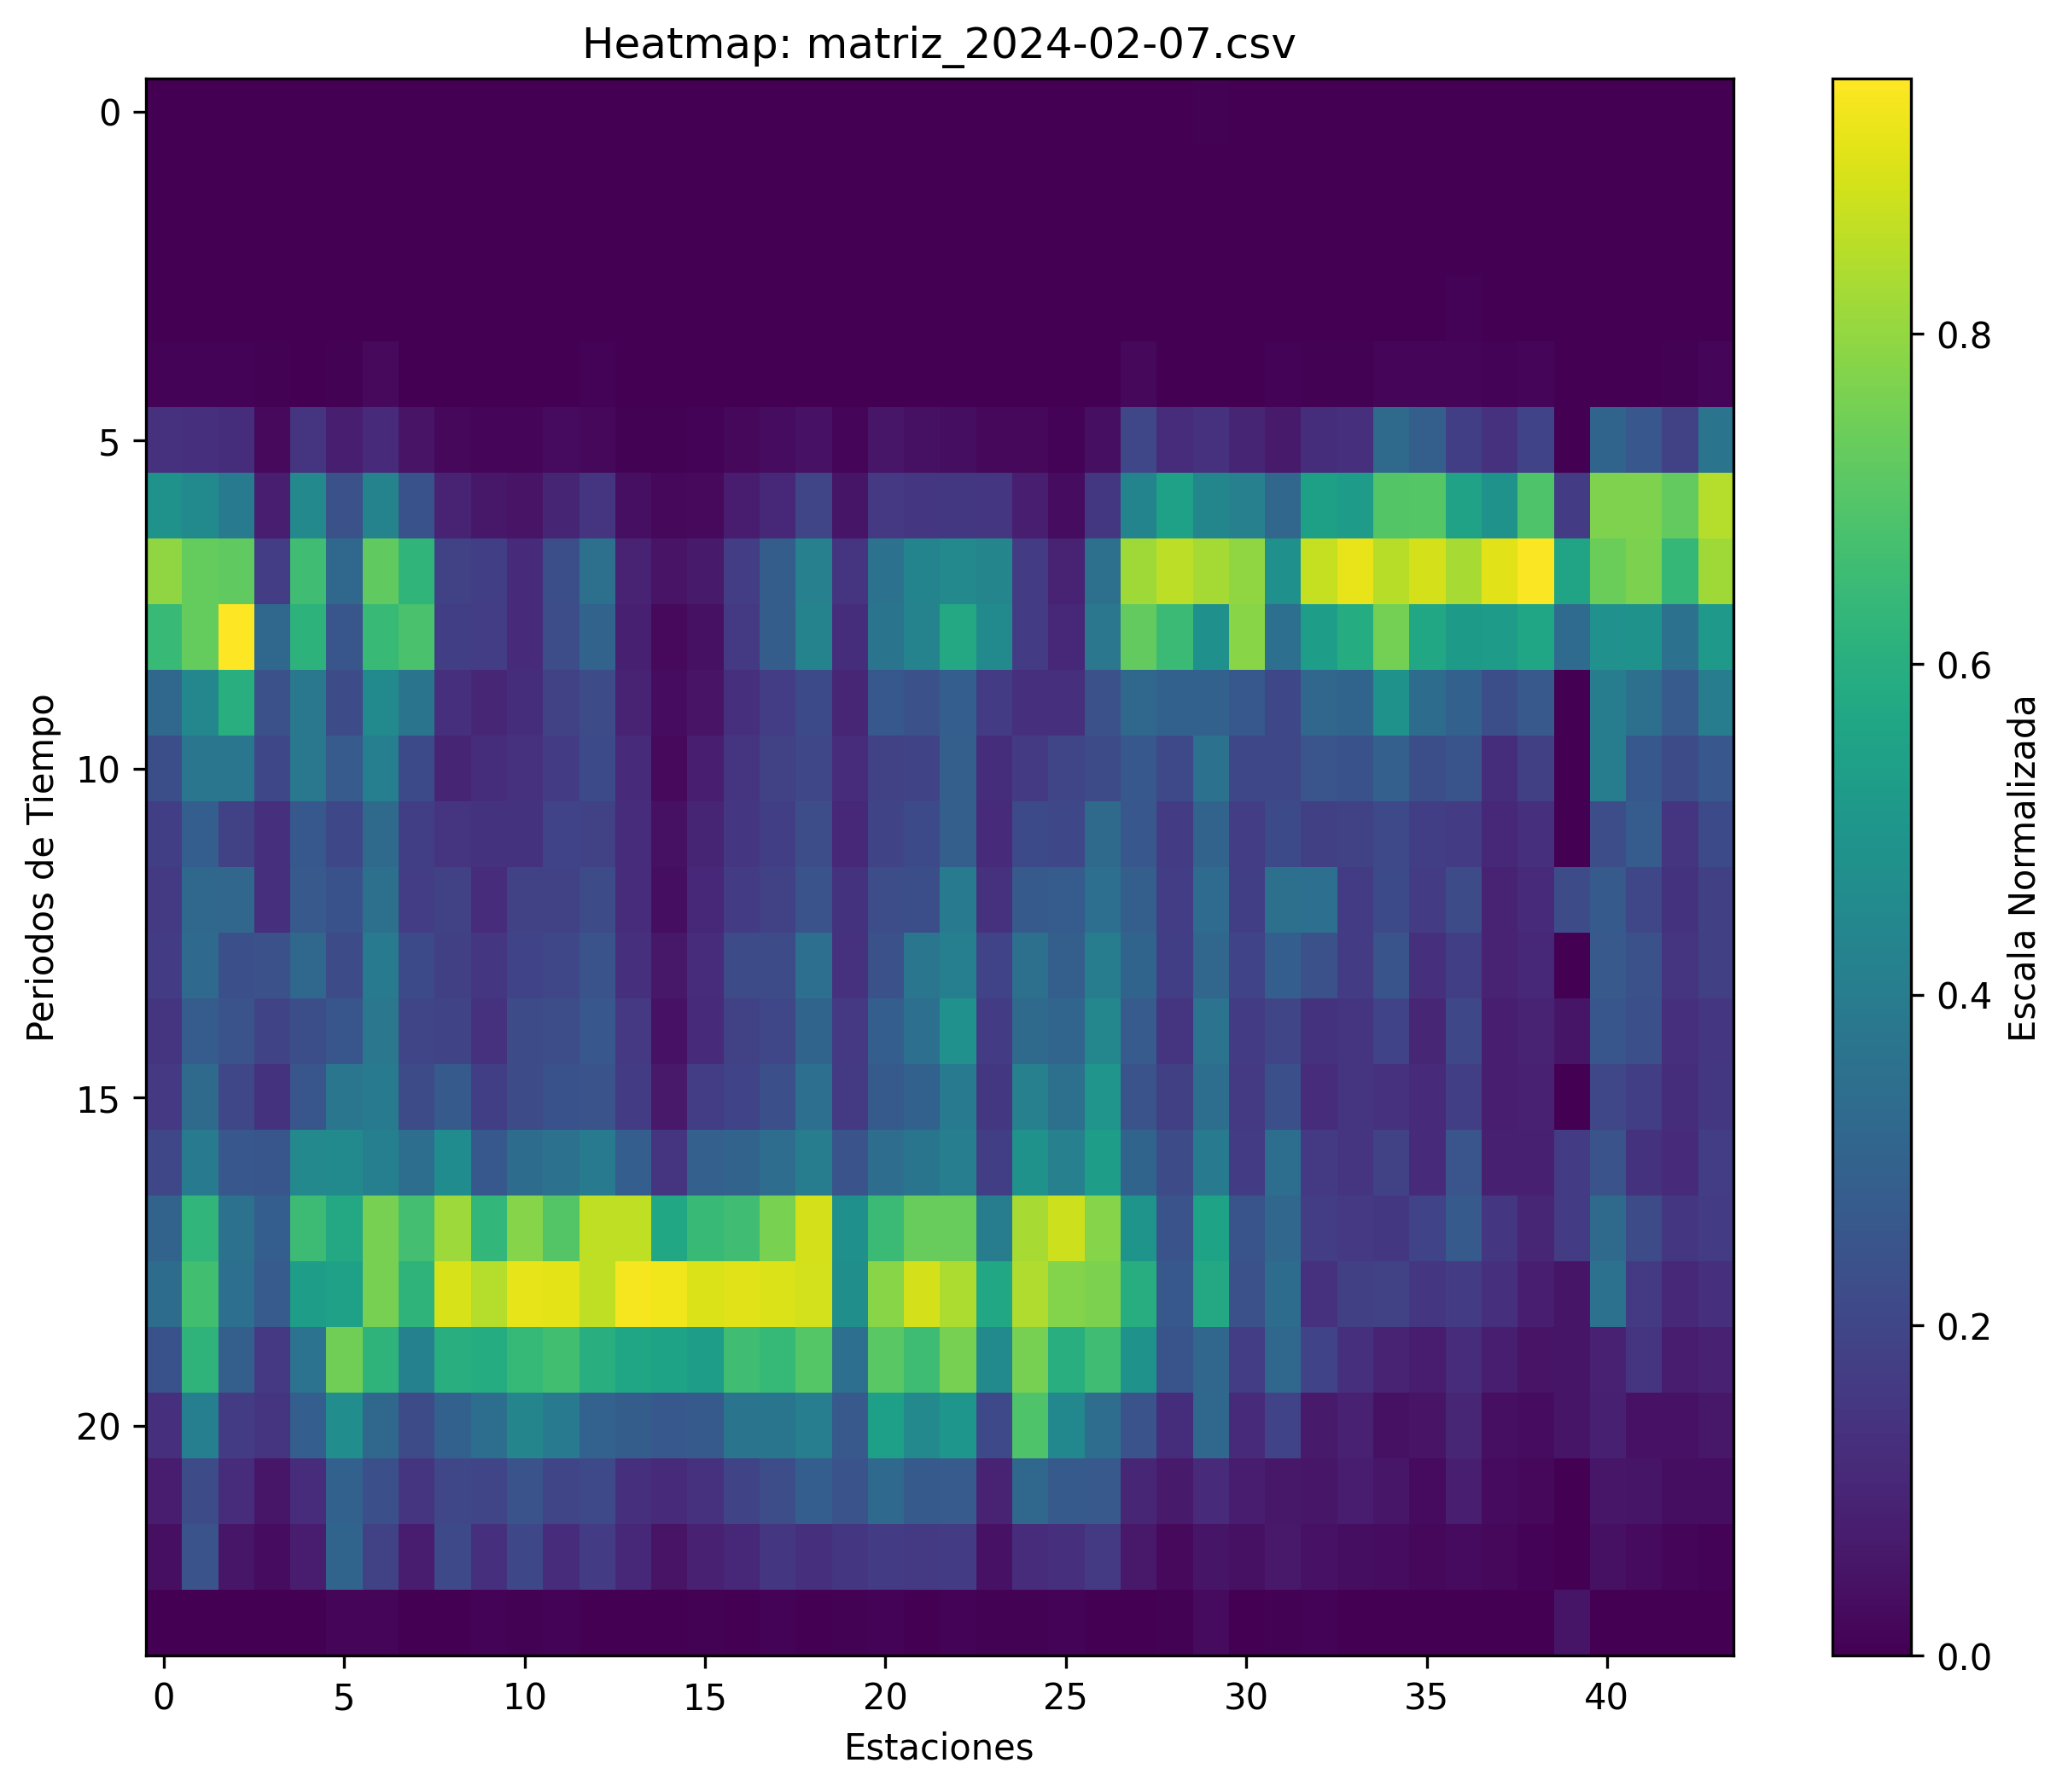 Heatmap: matriz_2024-02-07.csv
Periodos de Tiempo
0
5
10
15
20
0 5 10 15 20 25 30 35 40
Estaciones
0.8
0.6
0.4
0.2
0.0
Escala Normalizada